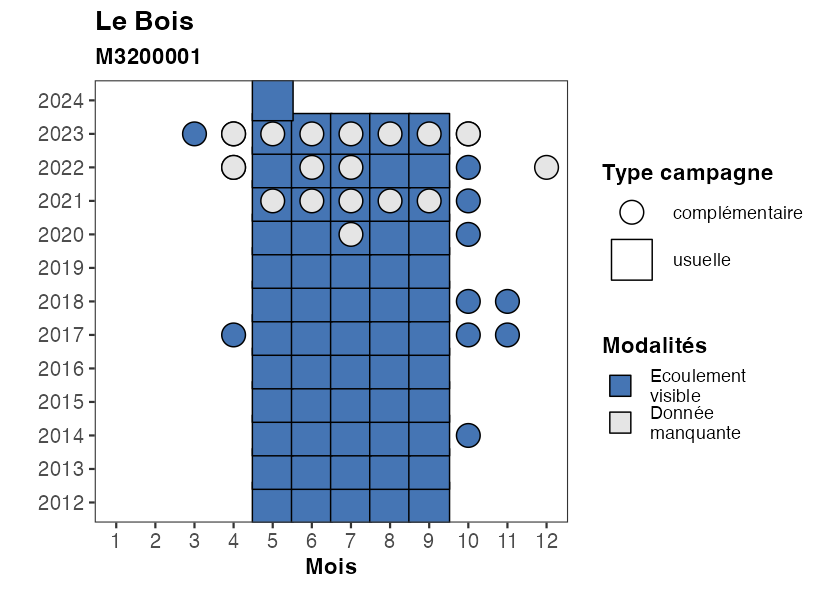 Le Bois
M3200001
2024
2023
2022
2021
2020
2019
2018
2017
2016
2015
2014
2013
2012
1 2 3 4 5 6 7 8 9 10 11 12
Mois
Type campagne
complémentaire
usuelle
Modalités
Ecoulement
visible
Donnée
manquante